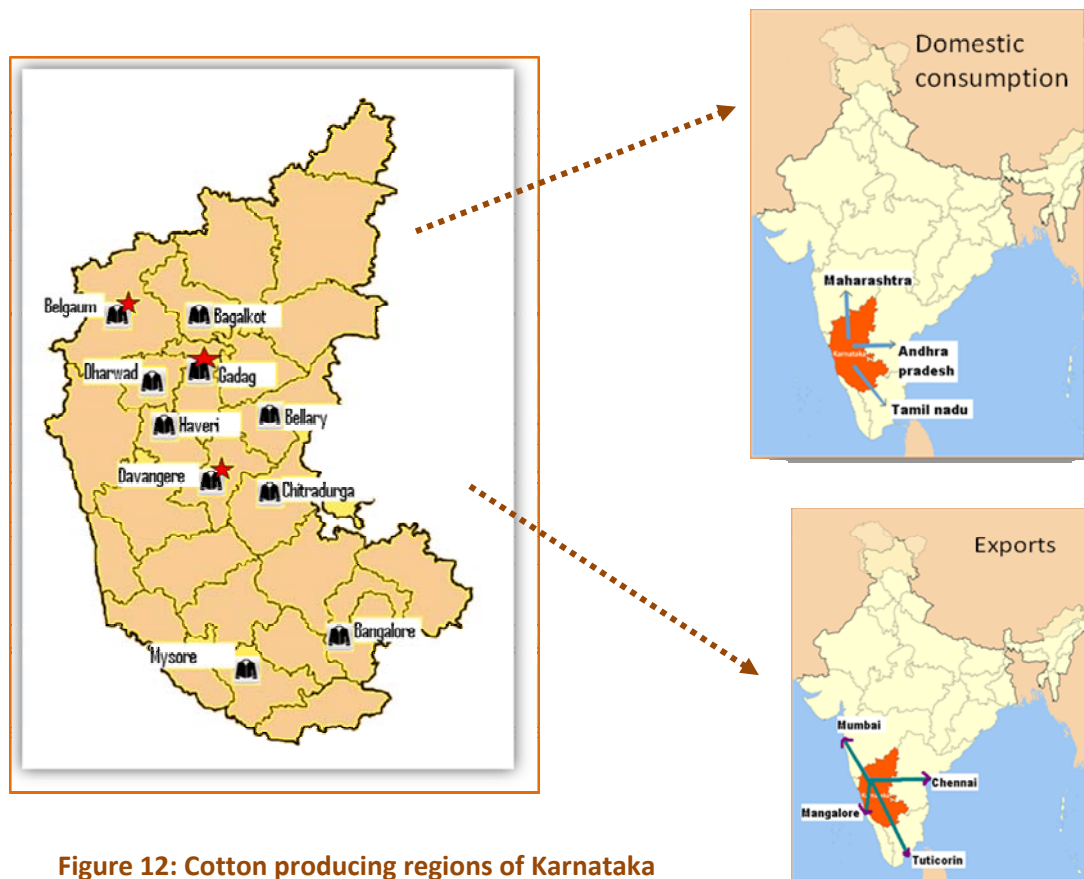 Belgaum
Bagalkot
Dharwad
Gadag
Haveri
Bellary
Davangere
Chitradurga
Bangalore
Mysore
Domestic
consumption
Maharashtra
Karnataka
Andhra
pradesh
Tamil nadu
Exports
Mumbai
Chennai
Mangalore
Tuticorin
Figure 12: Cotton producing regions of Karnataka